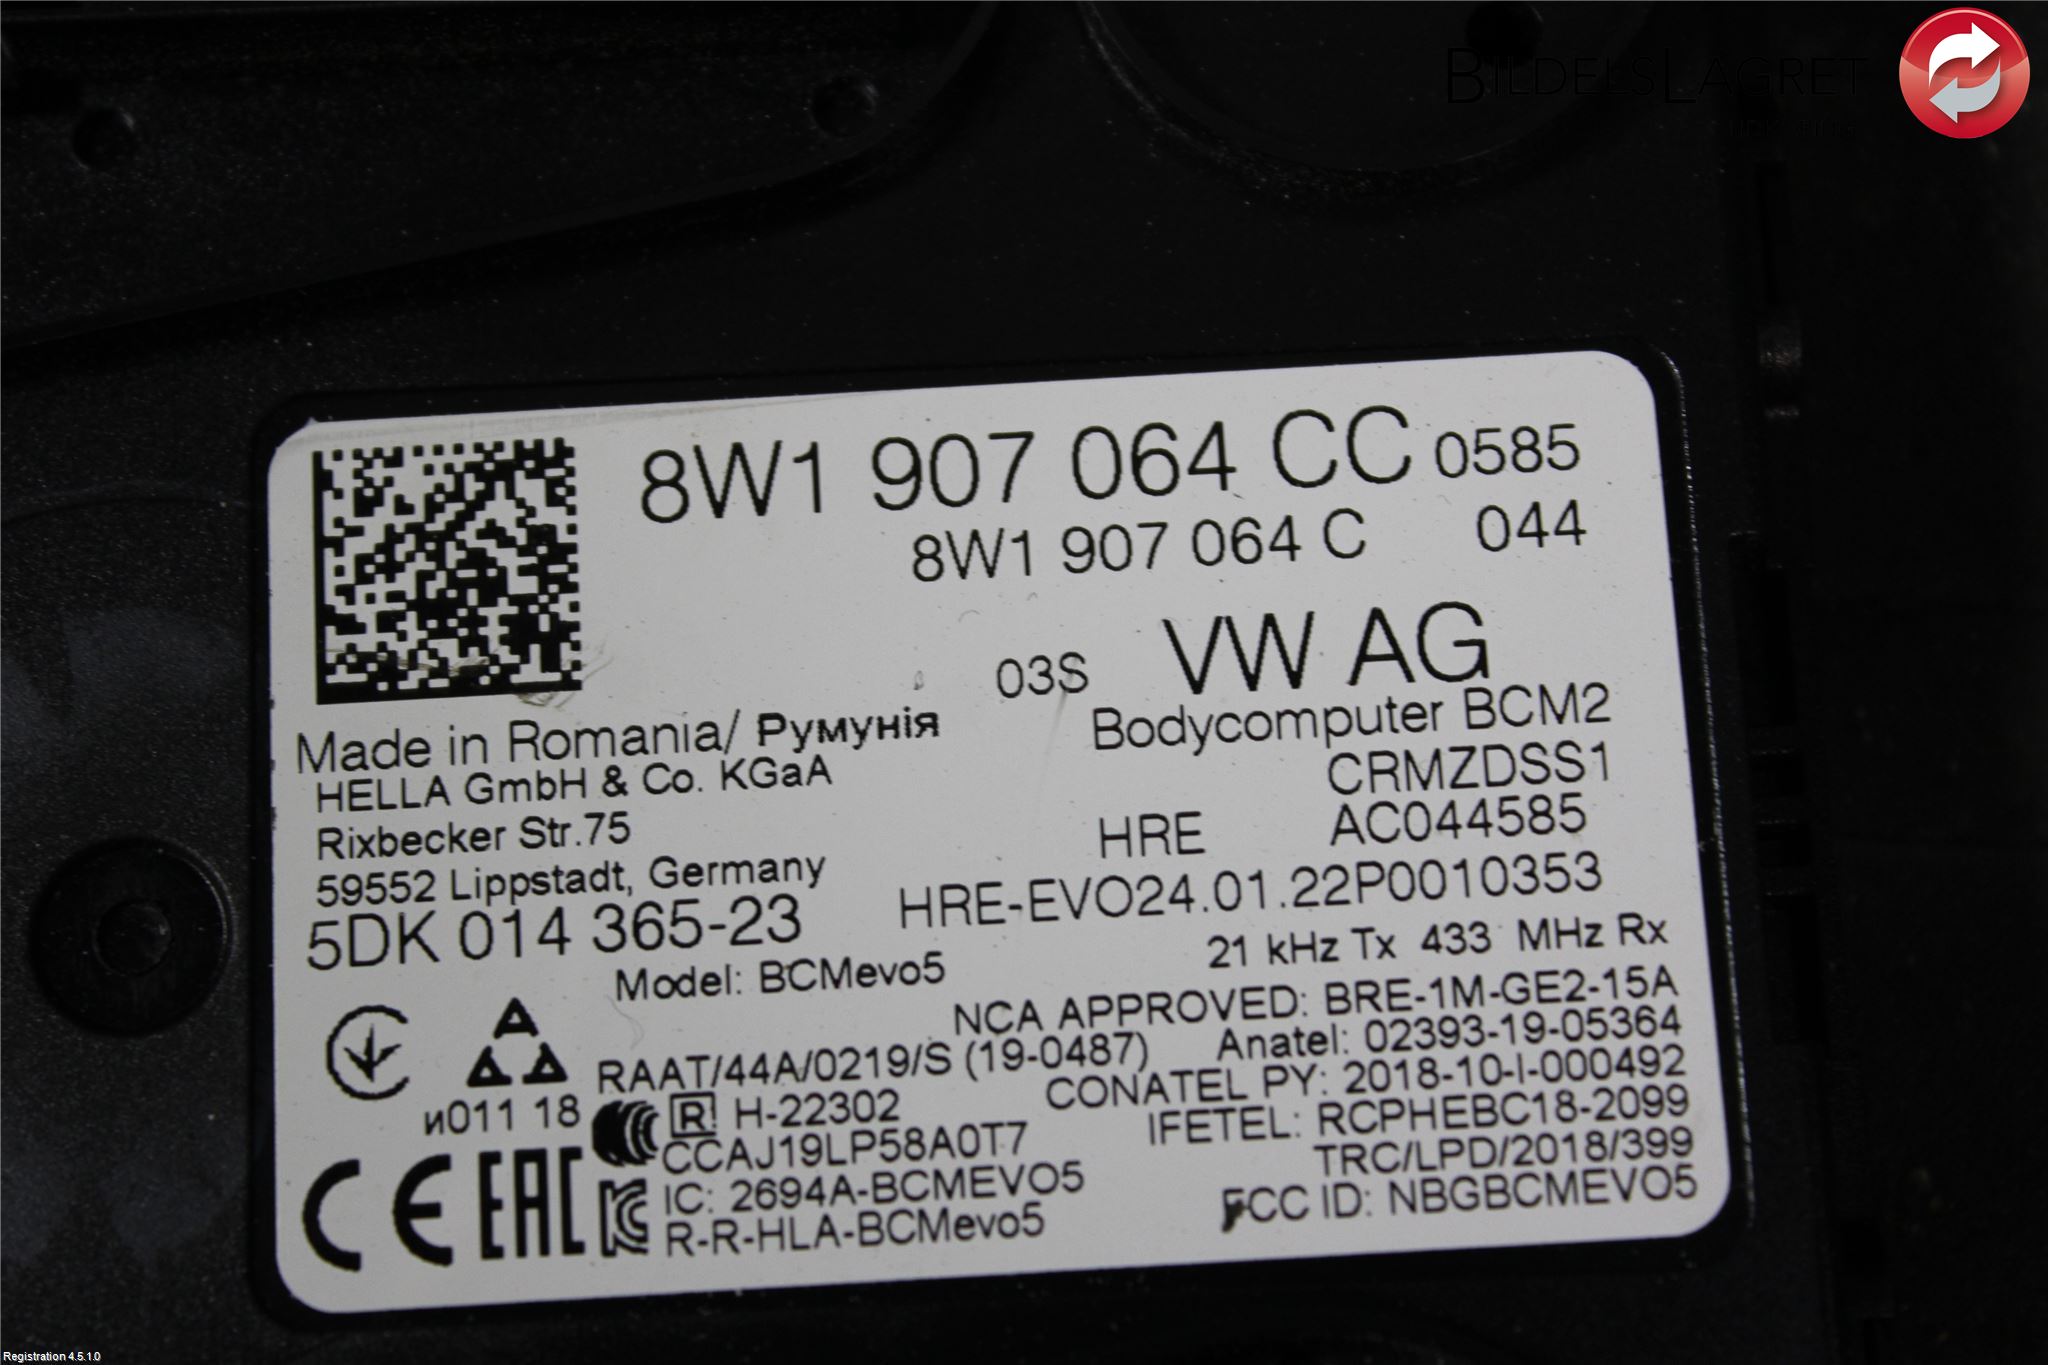 BILDELSLAGRET
8W1 907 064 CC 0585
8W1 907 064 C 044
03S VW AG
Bodycomputer BCM2
CRMZDSS1
HRE AC044585
HRE-EVO24.01.22P0010353
21 kHz Tx 433 MHz Rx
Made in Romania/ Румунія
HELLA GmbH & Co. KGaA
Rixbecker Str.75
59552 Lippstadt, Germany
5DK 014 365-23
Model: BCMevo5
NCA APPROVED: BRE-1M-GE2-15A
RAAT/44A/0219/S (19-0487) Anatel: 02393-19-05364
CONATEL PY: 2018-10-I-000492
и011 18 R H-22302
IFETEL: RCPHEBC18-2099
CCAJ19LP58A0T7
TRC/LPD/2018/399
IC: 2694A-BCMEVO5
FCC ID: NBGBCMEVO5
R-R-HLA-BCMevo5
CE EAC
Registration 4.5.1.0